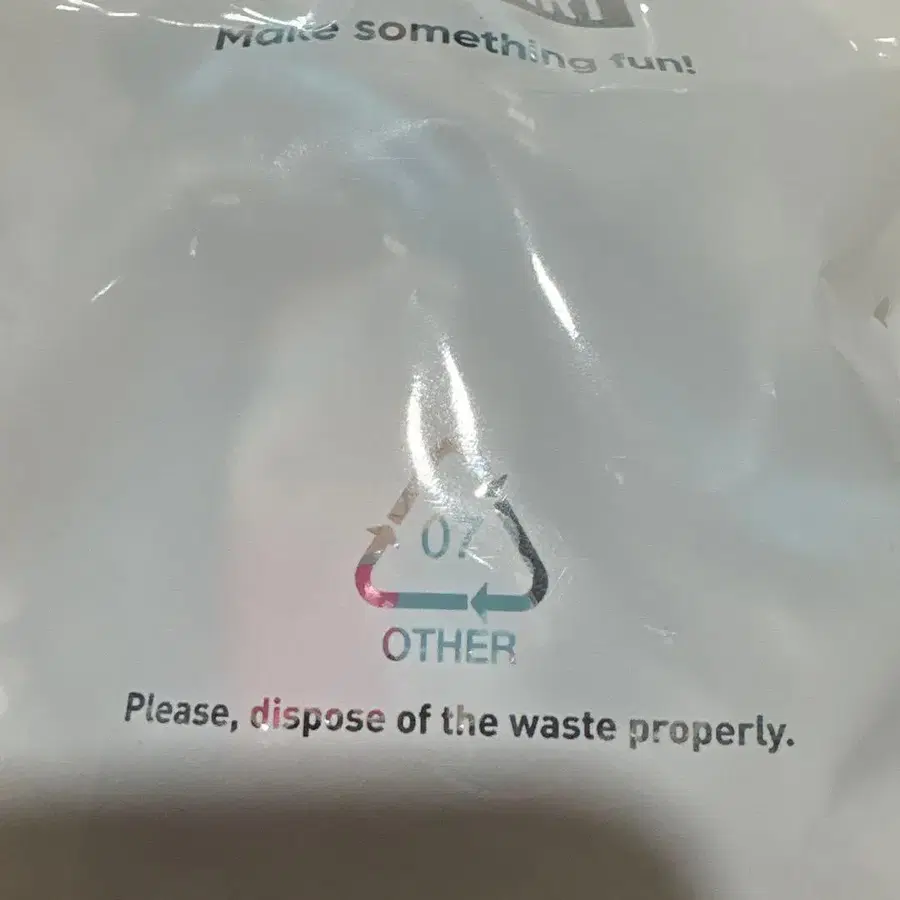 Make something fun!
07
OTHER
Please, dispose of the waste properly.